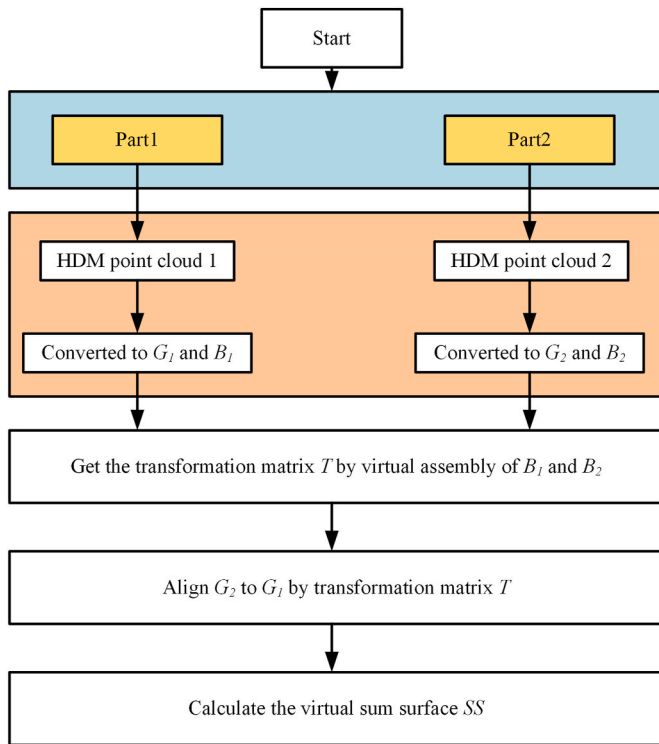 Start
Part1
Part2
HDM point cloud 1
HDM point cloud 2
Converted to G₁ and B₁
Converted to G₂ and B₂
Get the transformation matrix T by virtual assembly of B₁ and B₂
Align G₂ to G₁ by transformation matrix T
Calculate the virtual sum surface SS